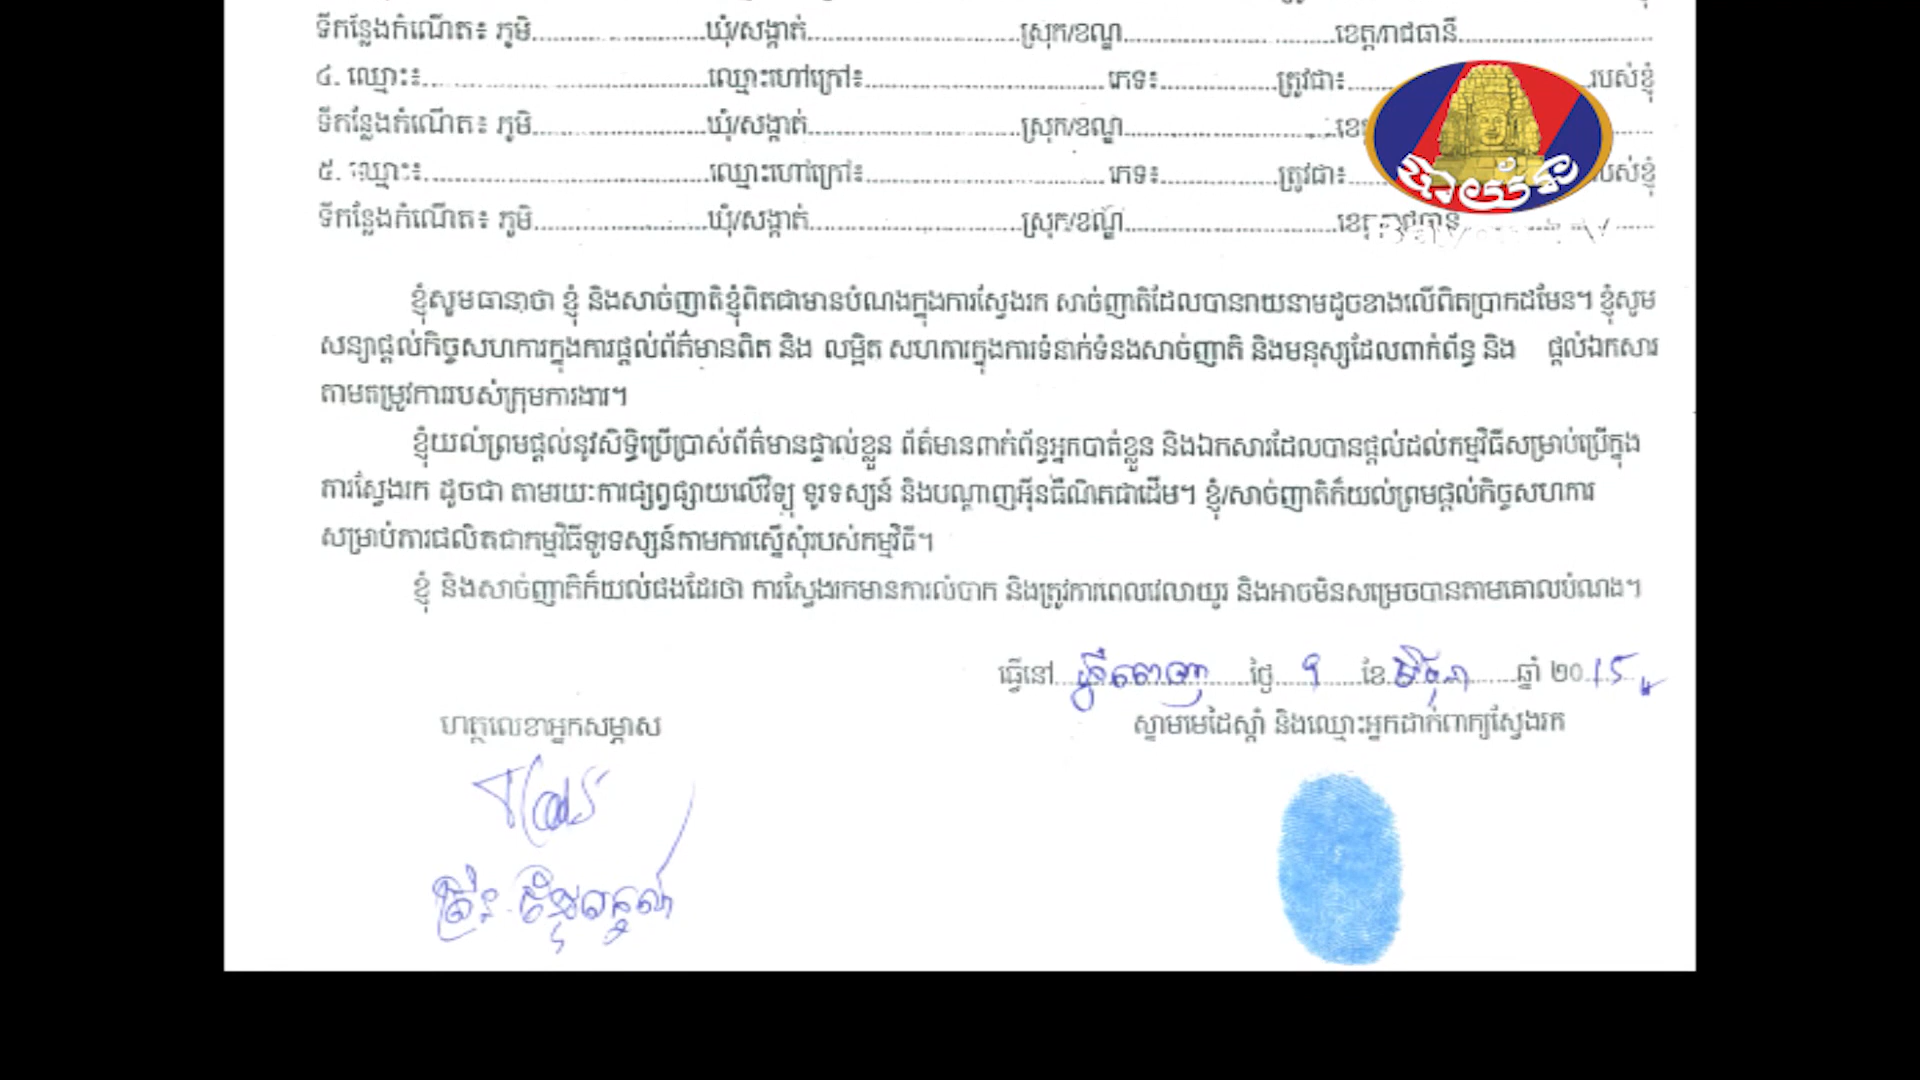 ទីកន្លែងកំណើត៖ ភូមិ............ឃុំ/សង្កាត់............ស្រុក/ខណ្ឌ............ខេត្ត/រាជធានី............
៤. ឈ្មោះ៖............ឈ្មោះហៅក្រៅ៖............ភេទ៖............ត្រូវជា៖............របស់ខ្ញុំ
ទីកន្លែងកំណើត៖ ភូមិ............ឃុំ/សង្កាត់............ស្រុក/ខណ្ឌ............
៥. ឈ្មោះ៖............ឈ្មោះហៅក្រៅ៖............ភេទ៖............ត្រូវជា៖............របស់ខ្ញុំ
ទីកន្លែងកំណើត៖ ភូមិ............ឃុំ/សង្កាត់............ស្រុក/ខណ្ឌ............ខេត្ត/រាជធានី............
បាយ័ន
Bayon TV
ខ្ញុំសូមធានាថា ខ្ញុំ និងសាច់ញាតិខ្ញុំពិតជាមានបំណងក្នុងការស្វែងរក សាច់ញាតិដែលបានរាយនាមដូចខាងលើពិតប្រាកដមែន។ ខ្ញុំសូម
សន្យាផ្តល់កិច្ចសហការក្នុងការផ្តល់ព័ត៌មានពិត និង លម្អិត សហការក្នុងការទំនាក់ទំនងសាច់ញាតិ និងមនុស្សដែលពាក់ព័ន្ធ និង ផ្តល់ឯកសារ
តាមតម្រូវការរបស់ក្រុមការងារ។
ខ្ញុំយល់ព្រមផ្តល់នូវសិទ្ធិប្រើប្រាស់ព័ត៌មានផ្ទាល់ខ្លួន ព័ត៌មានពាក់ព័ន្ធអ្នកបាត់ខ្លួន និងឯកសារដែលបានផ្តល់ដល់កម្មវិធីសម្រាប់ប្រើក្នុង
ការស្វែងរក ដូចជា តាមរយៈការផ្សព្វផ្សាយលើវិទ្យុ ទូរទស្សន៍ និងបណ្តាញអ៊ីនធឺណិតជាដើម។ ខ្ញុំ/សាច់ញាតិក៏យល់ព្រមផ្តល់កិច្ចសហការ
សម្រាប់ការផលិតជាកម្មវិធីទូរទស្សន៍តាមការស្នើសុំរបស់កម្មវិធី។
ខ្ញុំ និងសាច់ញាតិក៏យល់ផងដែរថា ការស្វែងរកមានការលំបាក និងត្រូវការពេលវេលាយូរ និងអាចមិនសម្រេចបានតាមគោលបំណង។
ធ្វើនៅ ភ្នំពេញ ថ្ងៃ ១ ខែ មិថុនា ឆ្នាំ ២០15
ហត្ថលេខាអ្នកសម្ភាស
ស្នាមមេដៃស្តាំ និងឈ្មោះអ្នកដាក់ពាក្យស្វែងរក